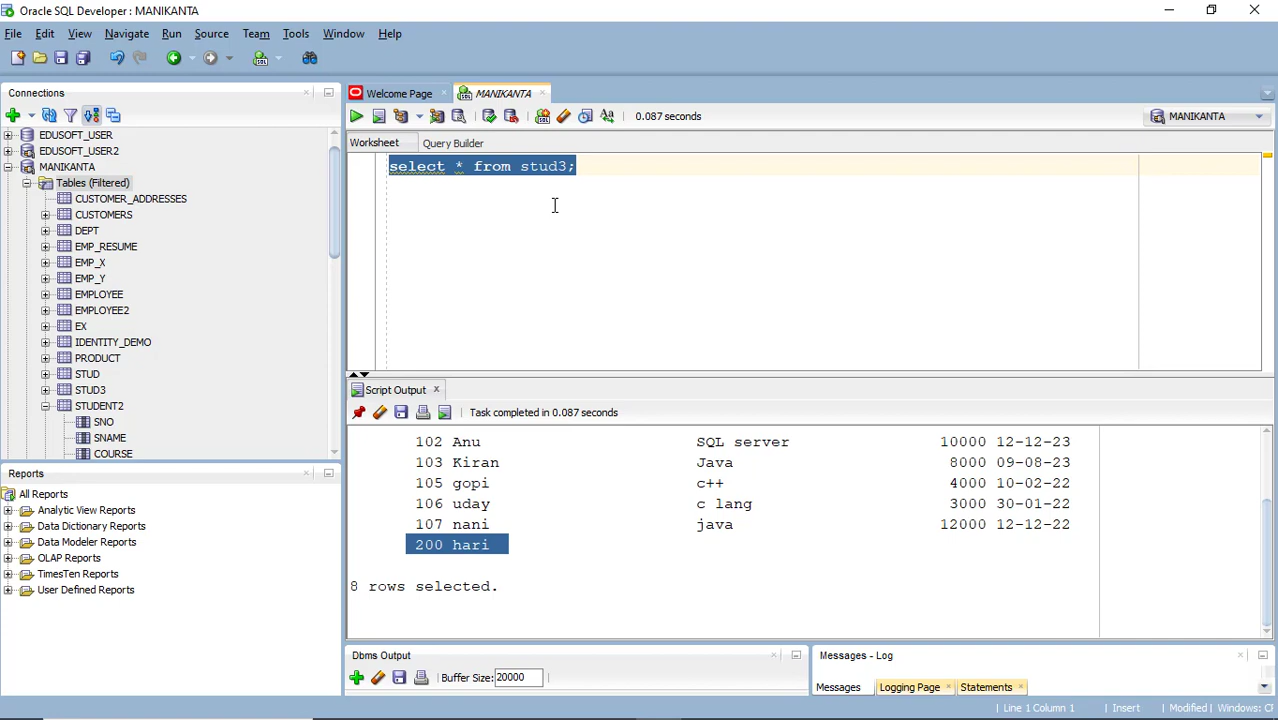 Oracle SQL Developer : MANIKANTA
File Edit View Navigate Run Source Team Tools Window Help
Connections
EDUSOFT_USER
EDUSOFT_USER2
MANIKANTA
Tables (Filtered)
CUSTOMER_ADDRESSES
CUSTOMERS
DEPT
EMP_RESUME
EMP_X
EMP_Y
EMPLOYEE
EMPLOYEE2
EX
IDENTITY_DEMO
PRODUCT
STUD
STUD3
STUDENT2
SNO
SNAME
COURSE
Reports
All Reports
Analytic View Reports
Data Dictionary Reports
Data Modeler Reports
OLAP Reports
TimesTen Reports
User Defined Reports
Welcome Page MANIKANTA
0.087 seconds MANIKANTA
Worksheet Query Builder
select * from stud3;
Script Output
Task completed in 0.087 seconds
102 Anu SQL server 10000 12-12-23
103 Kiran Java 8000 09-08-23
105 gopi c++ 4000 10-02-22
106 uday c lang 3000 30-01-22
107 nani java 12000 12-12-22
200 hari
8 rows selected.
Dbms Output
Buffer Size: 20000
Messages - Log
Messages Logging Page Statements
Line 1 Column 1 Insert Modified Windows: CF